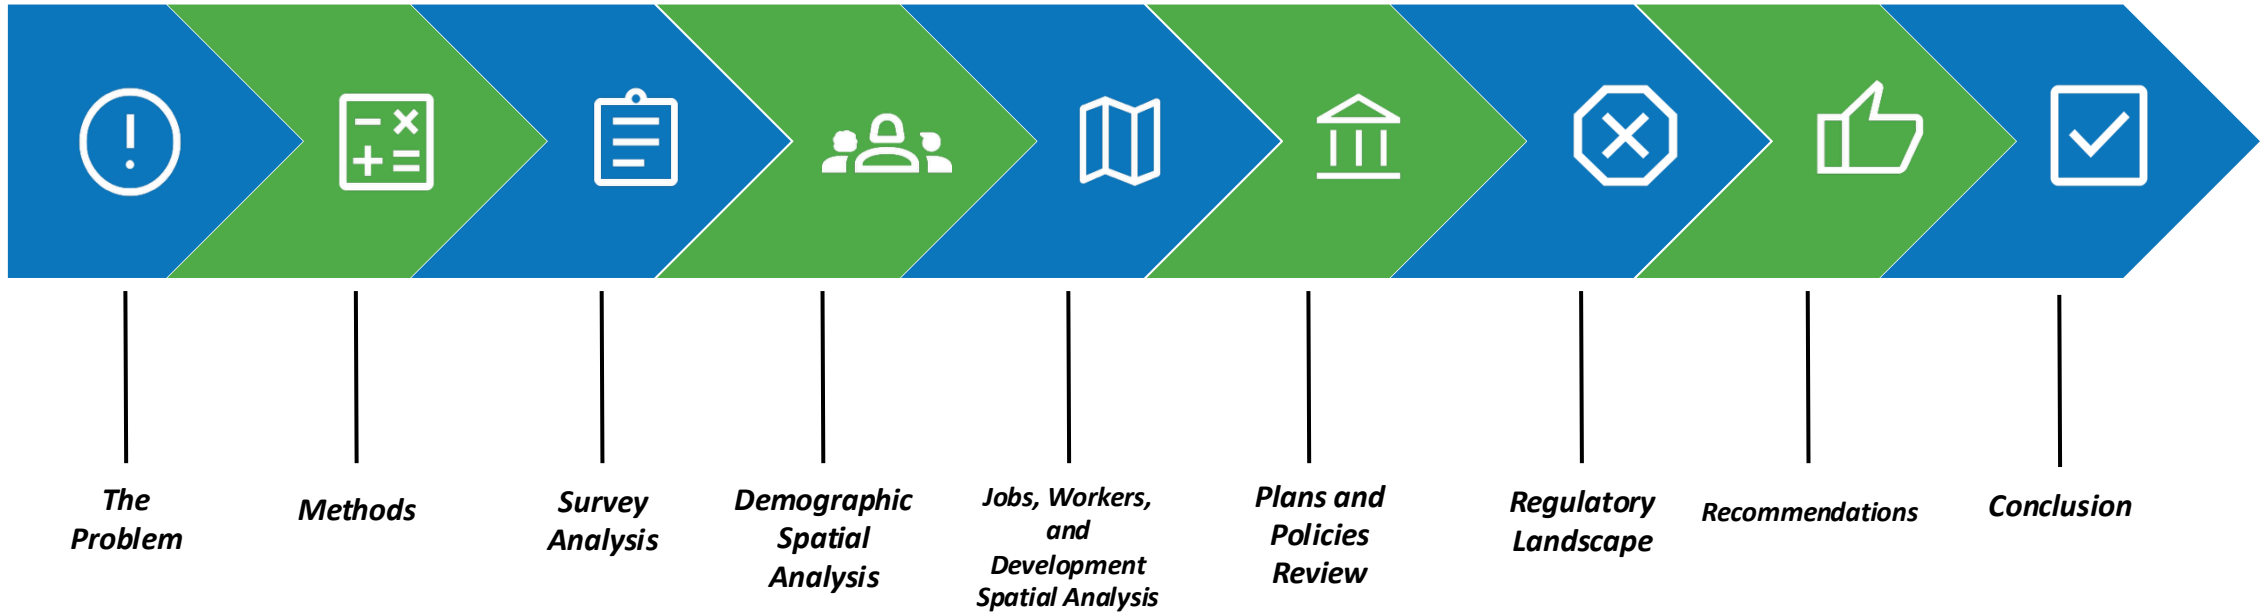 The
Problem
Methods
Survey
Analysis
Demographic
Spatial
Analysis
Jobs, Workers,
and
Development
Spatial Analysis
Plans and
Policies
Review
Regulatory
Landscape
Recommendations
Conclusion